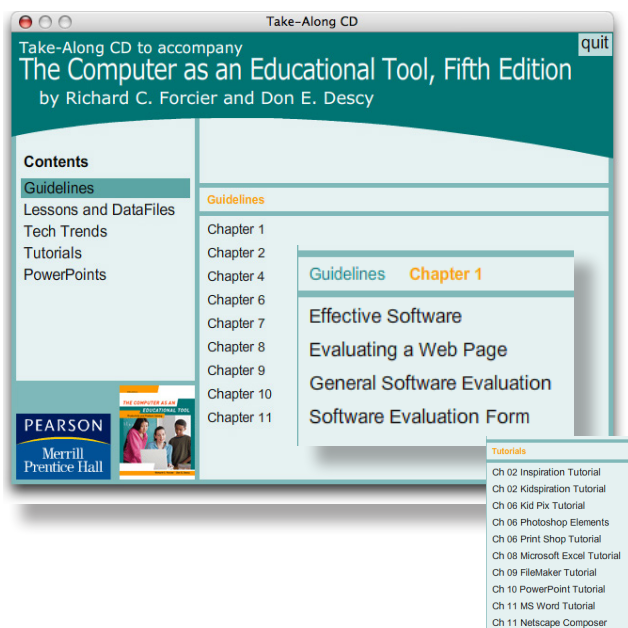 Take-Along CD
Take-Along CD to accompany
quit
The Computer as an Educational Tool, Fifth Edition
by Richard C. Forcier and Don E. Descy
Contents
Guidelines
Lessons and DataFiles
Tech Trends
Tutorials
PowerPoints
Guidelines
Chapter 1
Chapter 2
Chapter 4
Chapter 6
Chapter 7
Chapter 8
Chapter 9
Chapter 10
Chapter 11
Guidelines Chapter 1
Effective Software
Evaluating a Web Page
General Software Evaluation
Software Evaluation Form
PEARSON
Merrill
Prentice Hall
THE COMPUTER AS AN
EDUCATIONAL TOOL
Tutorials
Ch 02 Inspiration Tutorial
Ch 02 Kidspiration Tutorial
Ch 06 Kid Pix Tutorial
Ch 06 Photoshop Elements
Ch 06 Print Shop Tutorial
Ch 08 Microsoft Excel Tutorial
Ch 09 FileMaker Tutorial
Ch 10 PowerPoint Tutorial
Ch 11 MS Word Tutorial
Ch 11 Netscape Composer